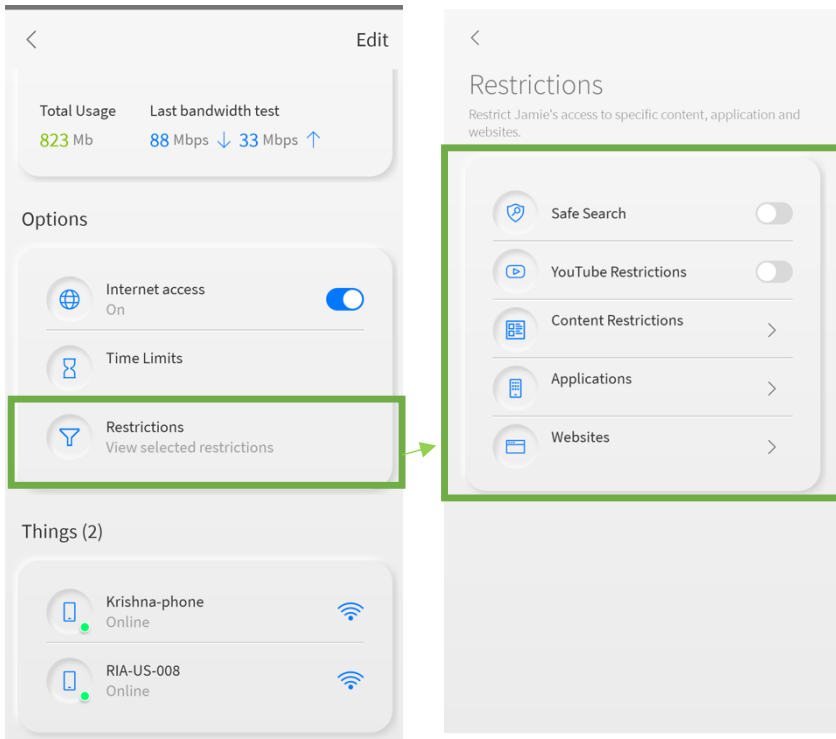 Edit
Total Usage
Last bandwidth test
823 Mb
88 Mbps ↓ 33 Mbps ↑
Options
Internet access
On
Time Limits
Restrictions
View selected restrictions
Things (2)
Krishna-phone
Online
RIA-US-008
Online
Restrictions
Restrict Jamie's access to specific content, application and
websites.
Safe Search
YouTube Restrictions
Content Restrictions
Applications
Websites